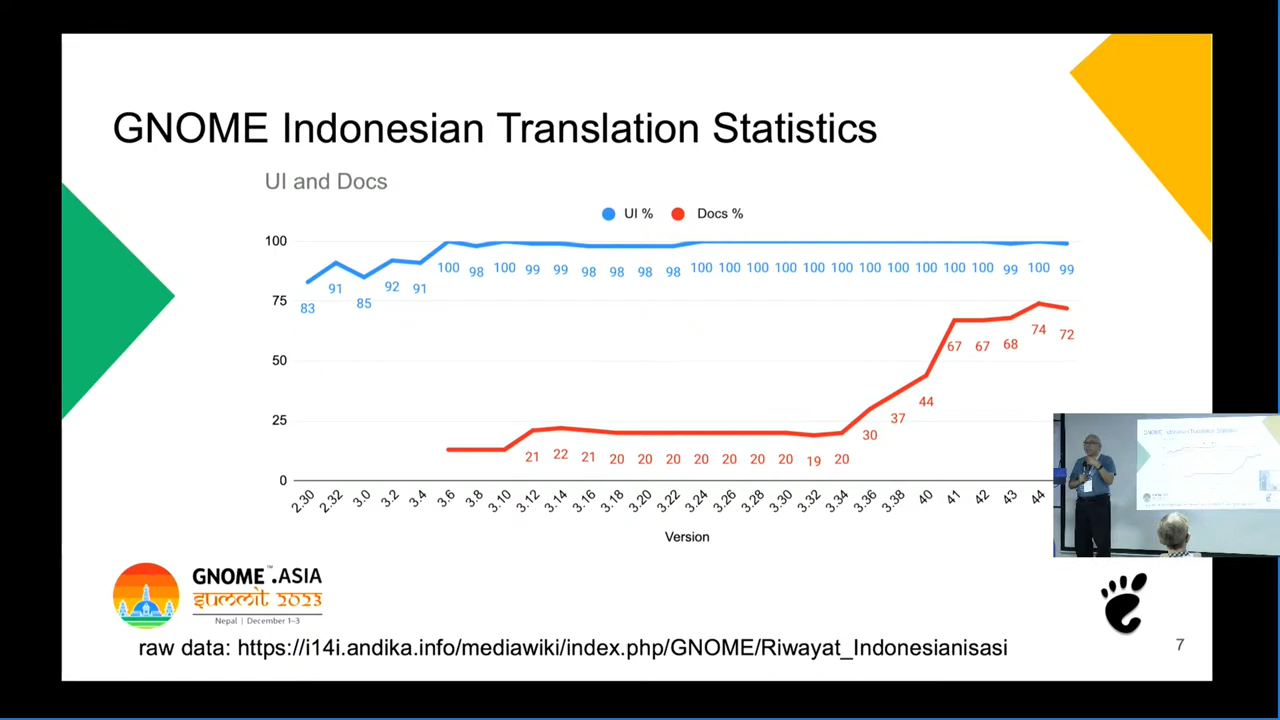 GNOME Indonesian Translation Statistics
UI and Docs
UI % Docs %
100
75
50
25
0
83 91 85 92 91 100 98 100 99 99 98 98 98 98 100 100 100 100 100 100 100 100 100 100 100 99 100 99
21 22 21 20 20 20 20 20 20 20 19 20 30 37 44 67 67 68 74 72
2.30 2.32 3.0 3.2 3.4 3.6 3.8 3.10 3.12 3.14 3.16 3.18 3.20 3.22 3.24 3.26 3.28 3.30 3.32 3.34 3.36 3.38 40 41 42 43 44
Version
GNOME™.ASIA
summit 2023
Nepal | December 1-3
raw data: https://i14i.andika.info/mediawiki/index.php/GNOME/Riwayat_Indonesianisasi
7